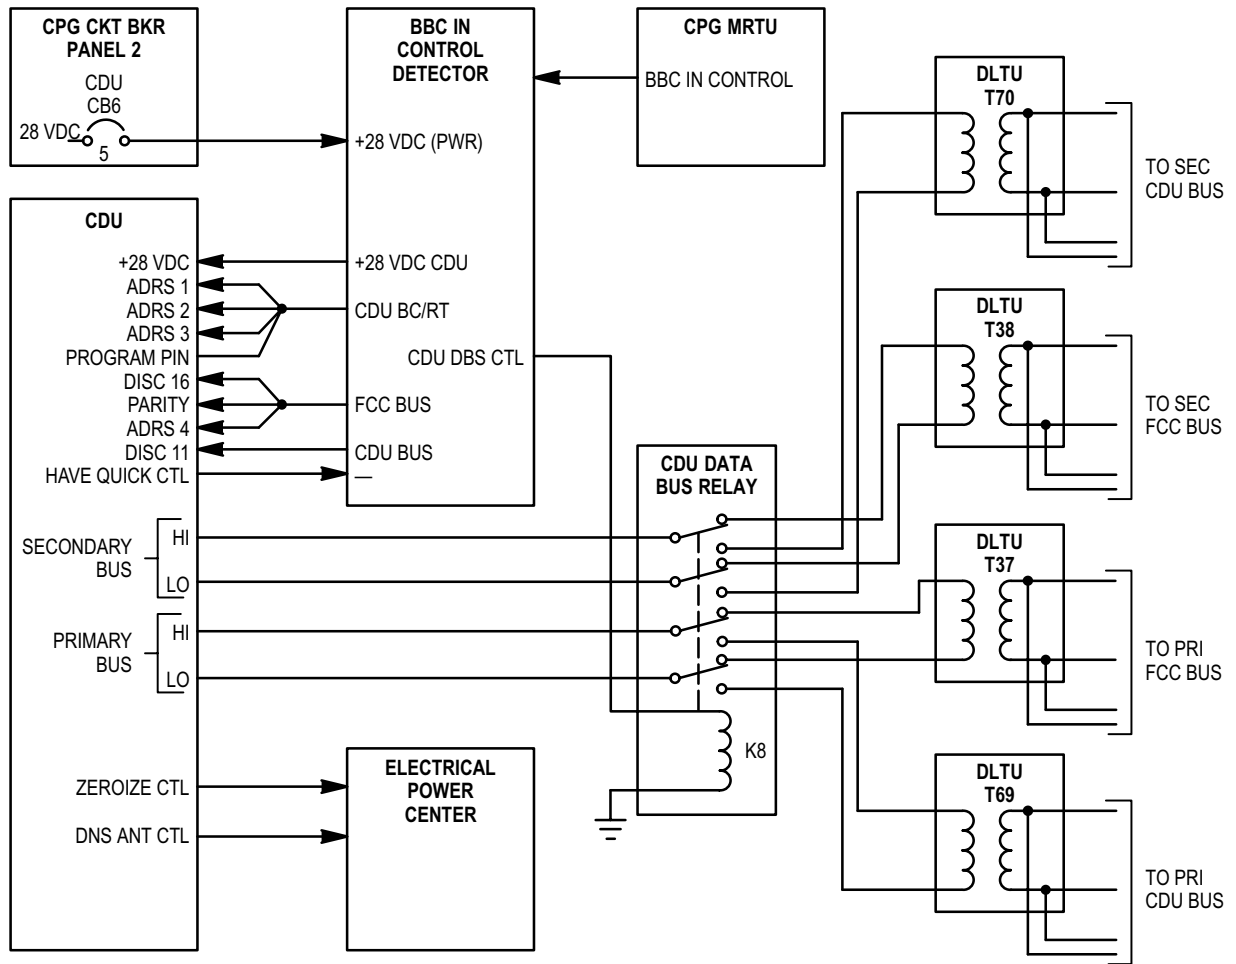 CPG CKT BKR
PANEL 2
CDU
CB6
28 VDC
5
BBC IN
CONTROL
DETECTOR
+28 VDC (PWR)
+28 VDC CDU
CDU BC/RT
CDU DBS CTL
FCC BUS
CDU BUS
—
CPG MRTU
BBC IN CONTROL
CDU
+28 VDC
ADRS 1
ADRS 2
ADRS 3
PROGRAM PIN
DISC 16
PARITY
ADRS 4
DISC 11
HAVE QUICK CTL
SECONDARY
BUS
HI
LO
PRIMARY
BUS
HI
LO
ZEROIZE CTL
DNS ANT CTL
ELECTRICAL
POWER
CENTER
CDU DATA
BUS RELAY
K8
DLTU
T70
TO SEC
CDU BUS
DLTU
T38
TO SEC
FCC BUS
DLTU
T37
TO PRI
FCC BUS
DLTU
T69
TO PRI
CDU BUS